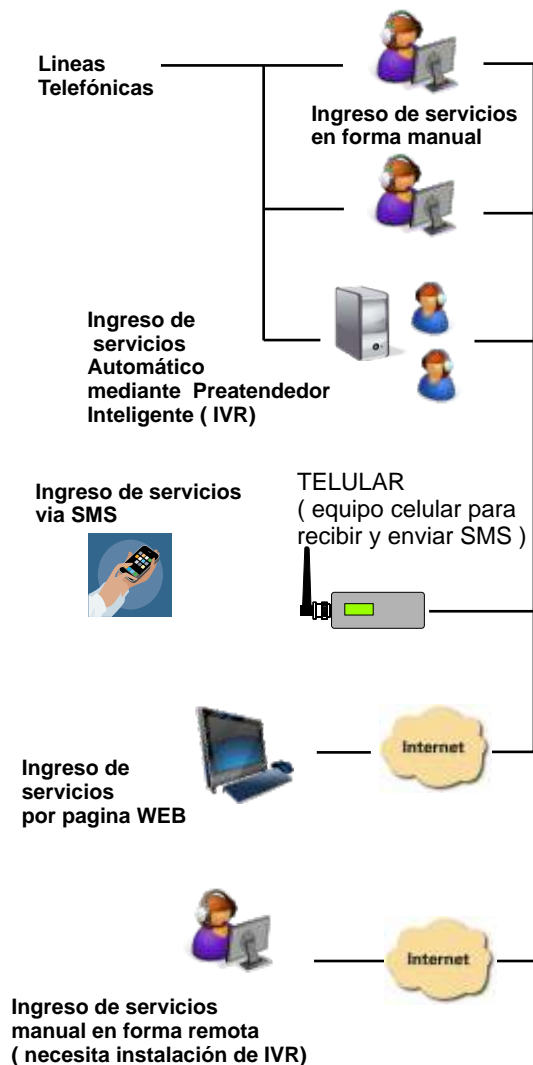 Lineas
Telefónicas
Ingreso de servicios
en forma manual
Ingreso de
servicios
Automático
mediante Preatendedor
Inteligente ( IVR)
Ingreso de servicios
via SMS
TELULAR
( equipo celular para
recibir y enviar SMS )
Internet
Ingreso de
servicios
por pagina WEB
Internet
Ingreso de servicios
manual en forma remota
( necesita instalación de IVR)